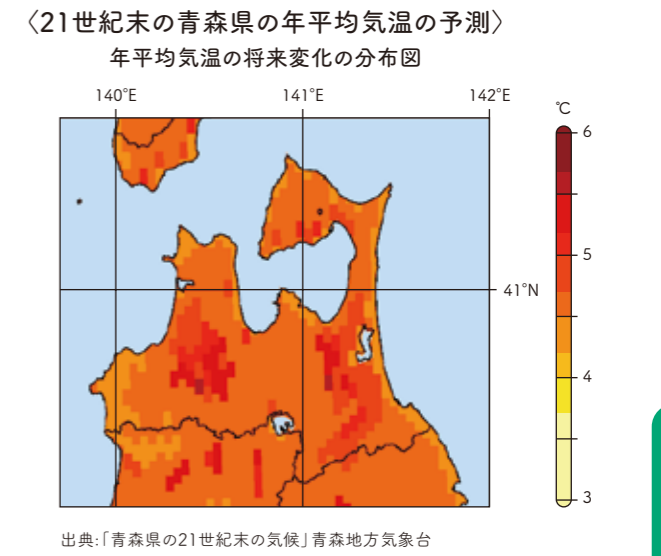 〈21世紀末の青森県の年平均気温の予測〉
年平均気温の将来変化の分布図
140°E 141°E 142°E
℃
6
5
41°N
4
3
出典:「青森県の21世紀末の気候」青森地方気象台